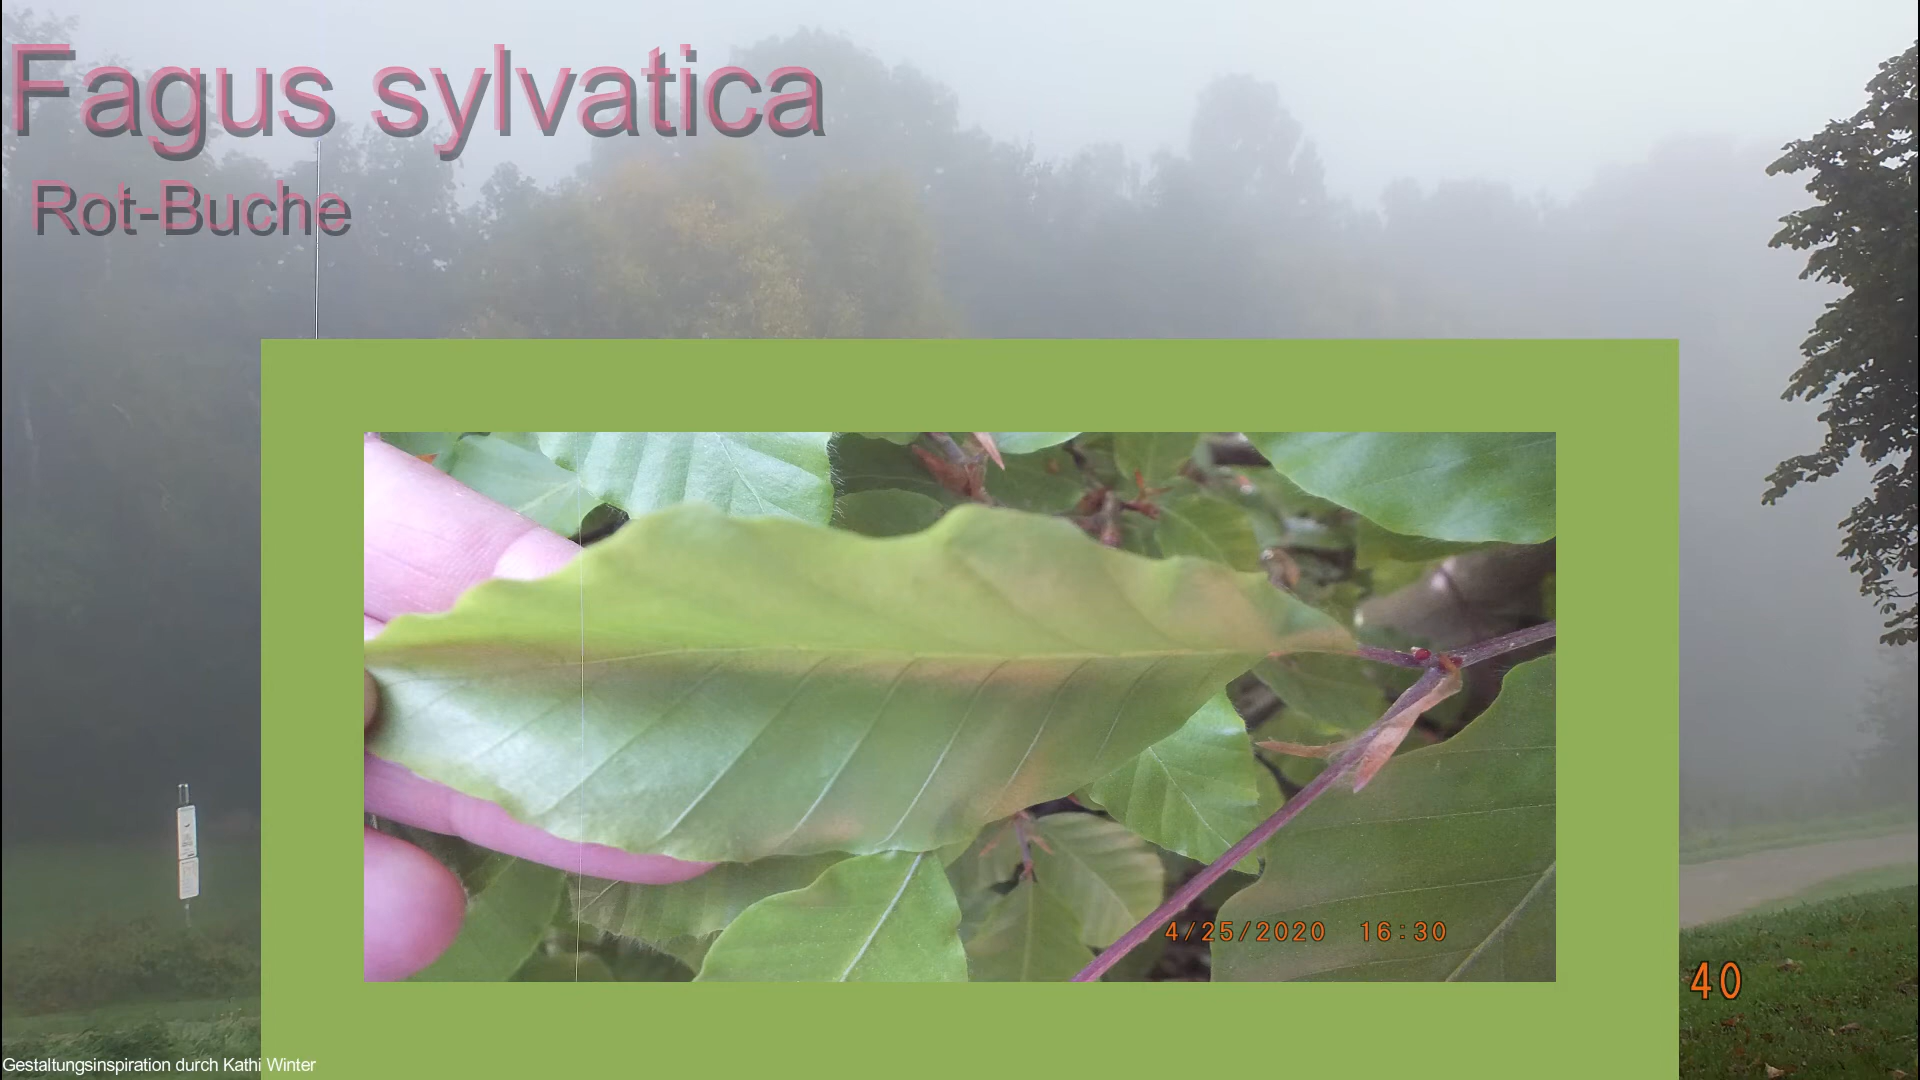 Fagus sylvatica
Rot-Buche
4/25/2020 16:30
40
Gestaltungsinspiration durch Kathi Winter